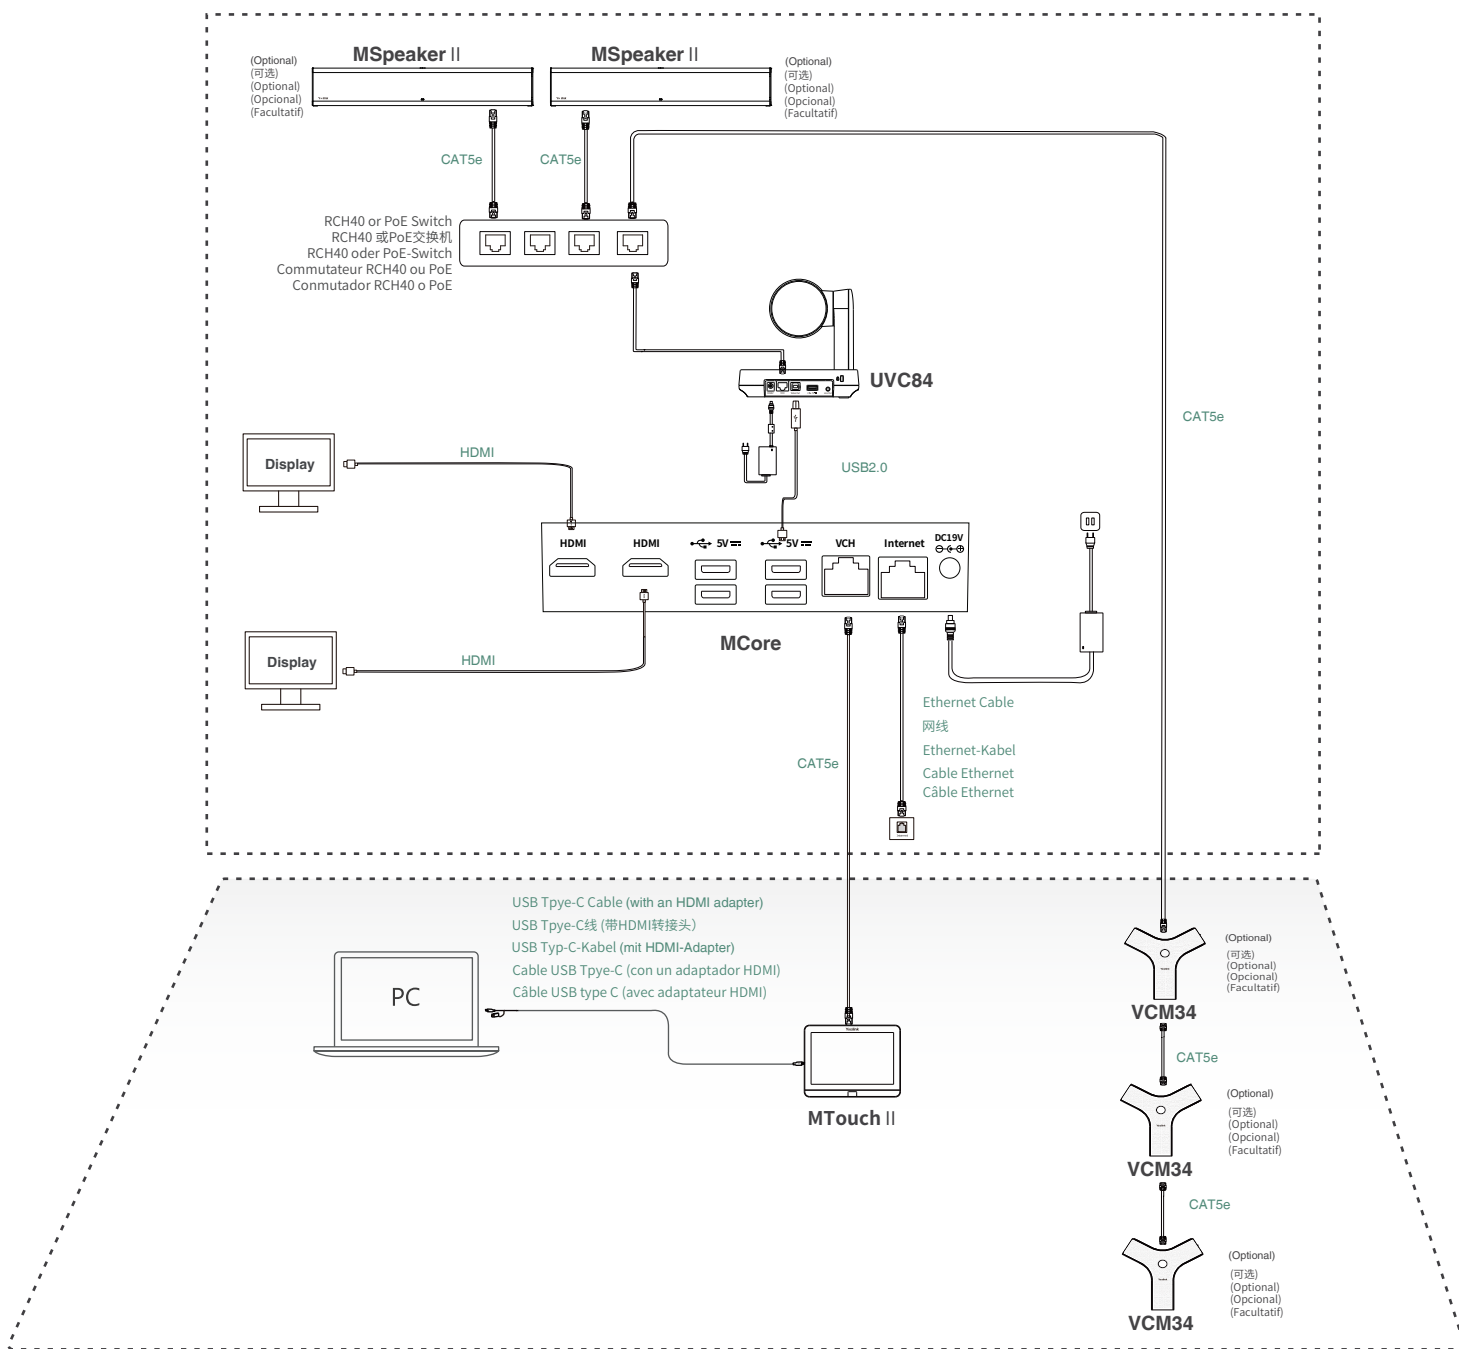 MSpeaker II
MSpeaker II
(Optional)
(可选)
(Optional)
(Opcional)
(Facultatif)
(Optional)
(可选)
(Optional)
(Opcional)
(Facultatif)
CAT5e
CAT5e
RCH40 or PoE Switch
RCH40 或PoE交换机
RCH40 oder PoE-Switch
Commutateur RCH40 ou PoE
Conmutador RCH40 o PoE
UVC84
CAT5e
HDMI
Display
USB2.0
HDMI
HDMI
5V
5V
VCH
Internet
DC19V
MCore
Display
HDMI
Ethernet Cable
网线
Ethernet-Kabel
Cable Ethernet
Câble Ethernet
CAT5e
USB Tpye-C Cable (with an HDMI adapter)
USB Tpye-C线 (带HDMI转接头)
USB Typ-C-Kabel (mit HDMI-Adapter)
Cable USB Tpye-C (con un adaptador HDMI)
Câble USB type C (avec adaptateur HDMI)
PC
MTouch II
(Optional)
(可选)
(Optional)
(Opcional)
(Facultatif)
VCM34
CAT5e
(Optional)
(可选)
(Optional)
(Opcional)
(Facultatif)
VCM34
CAT5e
(Optional)
(可选)
(Optional)
(Opcional)
(Facultatif)
VCM34